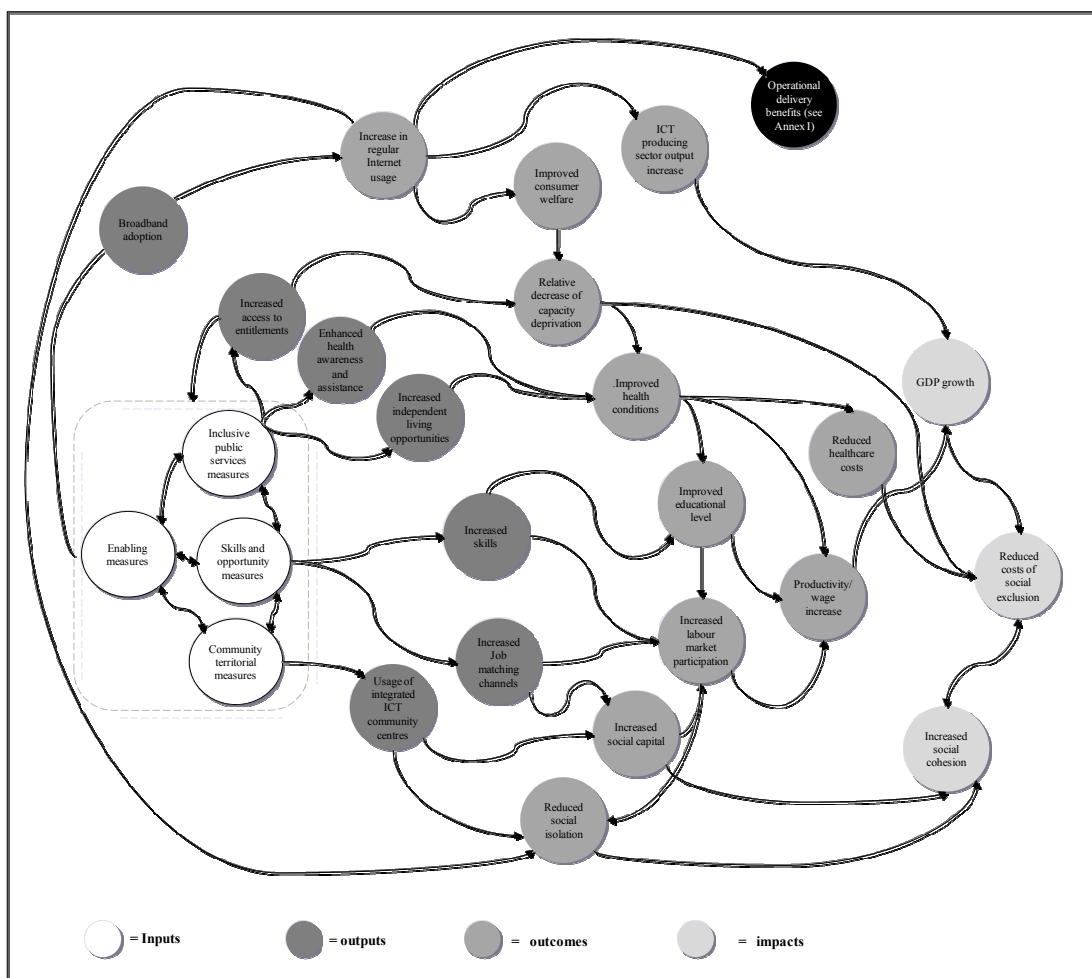 Operational
delivery
benefits (see
Annex I)
Increase in
regular
Internet
usage
ICT
producing
sector output
increase
Improved
consumer
welfare
Broadband
adoption
Relative
decrease of
capacity
deprivation
Increased
access to
entitlements
Enhanced
health
awareness
and
assistance
.Improved
health
conditions
GDP growth
Increased
independent
living
opportunities
Inclusive
public
services
measures
Reduced
healthcare
costs
Improved
educational
level
Increased
skills
Enabling
measures
Skills and
opportunity
measures
Productivity/
wage
increase
Reduced
costs of
social
exclusion
Increased
labour
market
participation
Community
territorial
measures
Increased
Job
matching
channels
Usage of
integrated
ICT
community
centres
Increased
social capital
Increased
social
cohesion
Reduced
social
isolation
= Inputs
= outputs
= outcomes
= impacts